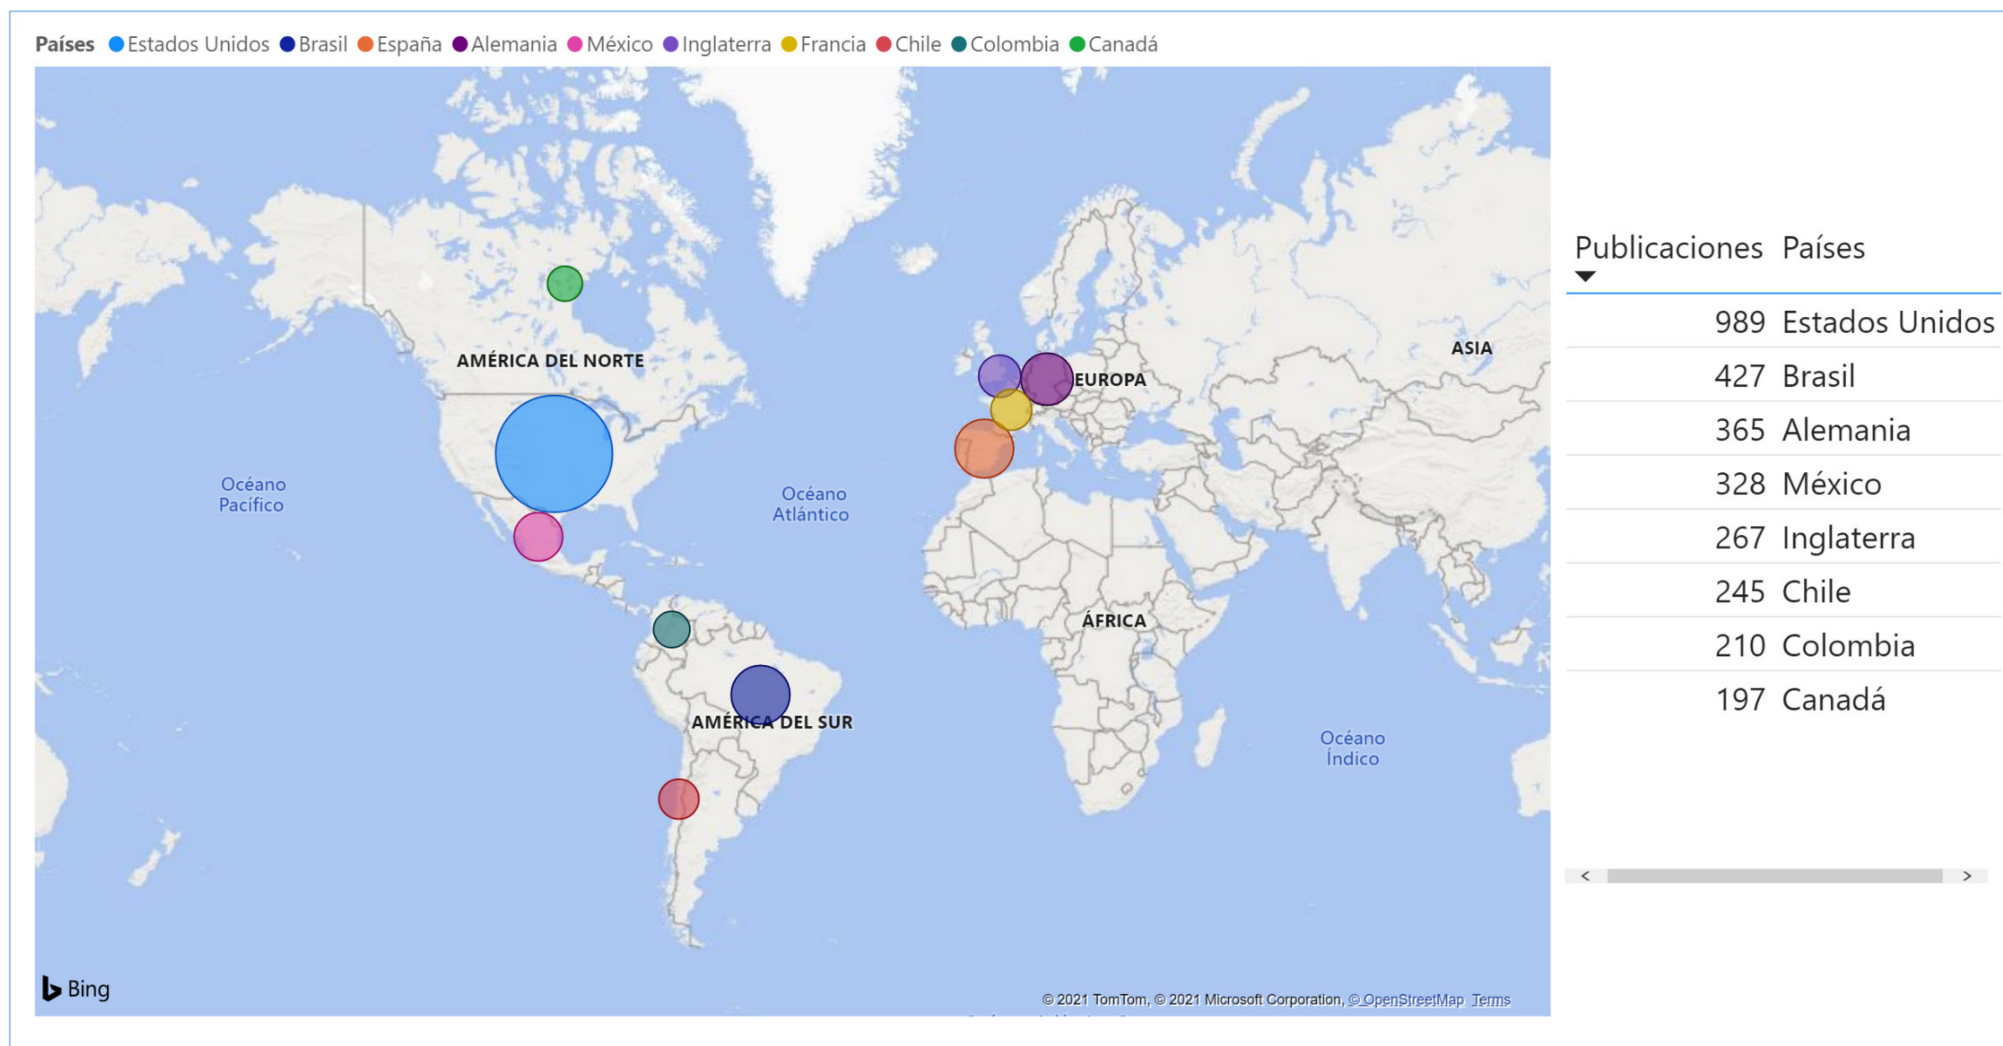 Países Estados Unidos Brasil España Alemania México Inglaterra Francia Chile Colombia Canadá
AMÉRICA DEL NORTE
EUROPA
ASIA
Océano
Pacífico
Océano
Atlántico
ÁFRICA
AMÉRICA DEL SUR
Océano
Índico
Bing
© 2021 TomTom, © 2021 Microsoft Corporation, © OpenStreetMap Terms
Publicaciones Países
989 Estados Unidos
427 Brasil
365 Alemania
328 México
267 Inglaterra
245 Chile
210 Colombia
197 Canadá